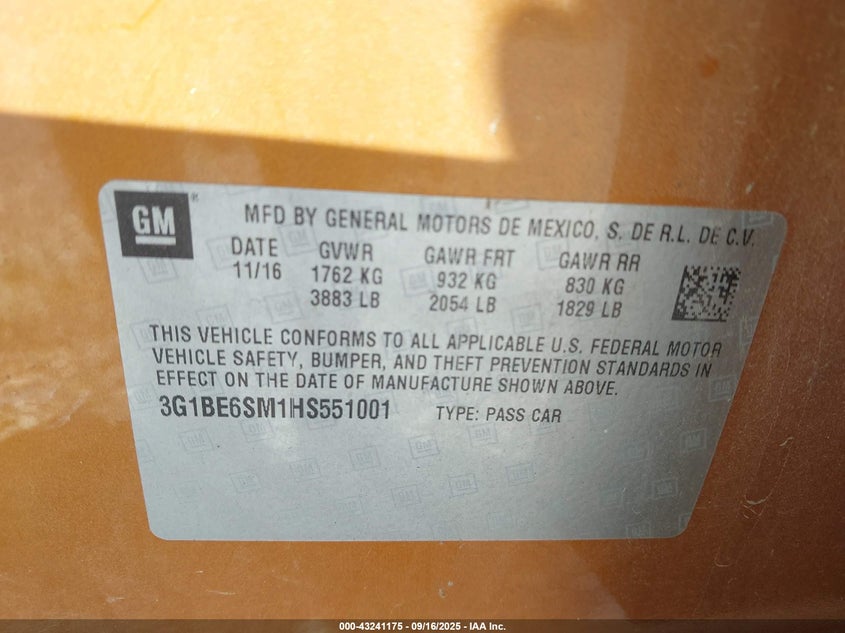 GM
®
MFD BY GENERAL MOTORS DE MEXICO, S. DE R.L. DE C.V.
DATE GVWR GAWR FRT GAWR RR
11/16 1762 KG 932 KG 830 KG
3883 LB 2054 LB 1829 LB
THIS VEHICLE CONFORMS TO ALL APPLICABLE U.S. FEDERAL MOTOR
VEHICLE SAFETY, BUMPER, AND THEFT PREVENTION STANDARDS IN
EFFECT ON THE DATE OF MANUFACTURE SHOWN ABOVE.
3G1BE6SM1HS551001 TYPE: PASS CAR
000-43241175 - 09/16/2025 - IAA Inc.